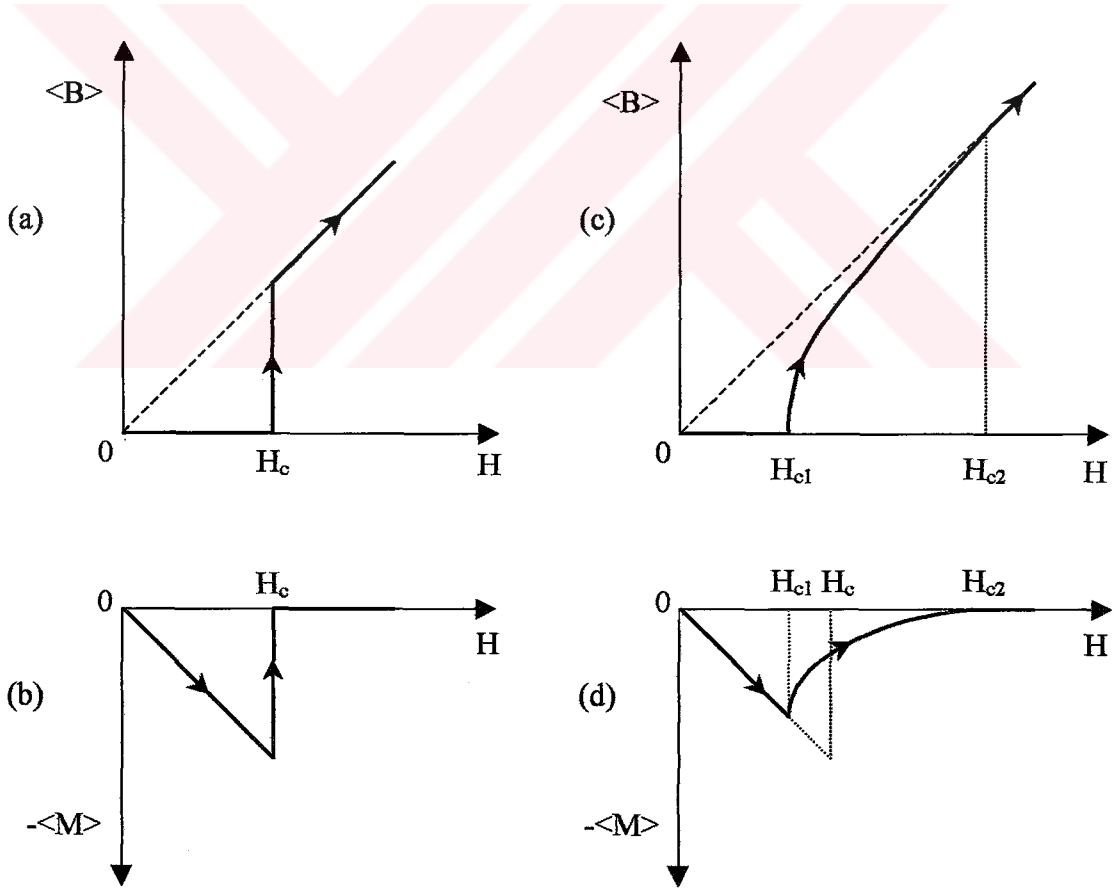 <B>
(a)
0
H_c
H
<B>
(c)
0
H_c1
H_c2
H
H_c
0
H
(b)
-<M>
H_c1 H_c H_c2
0
H
(d)
-<M>